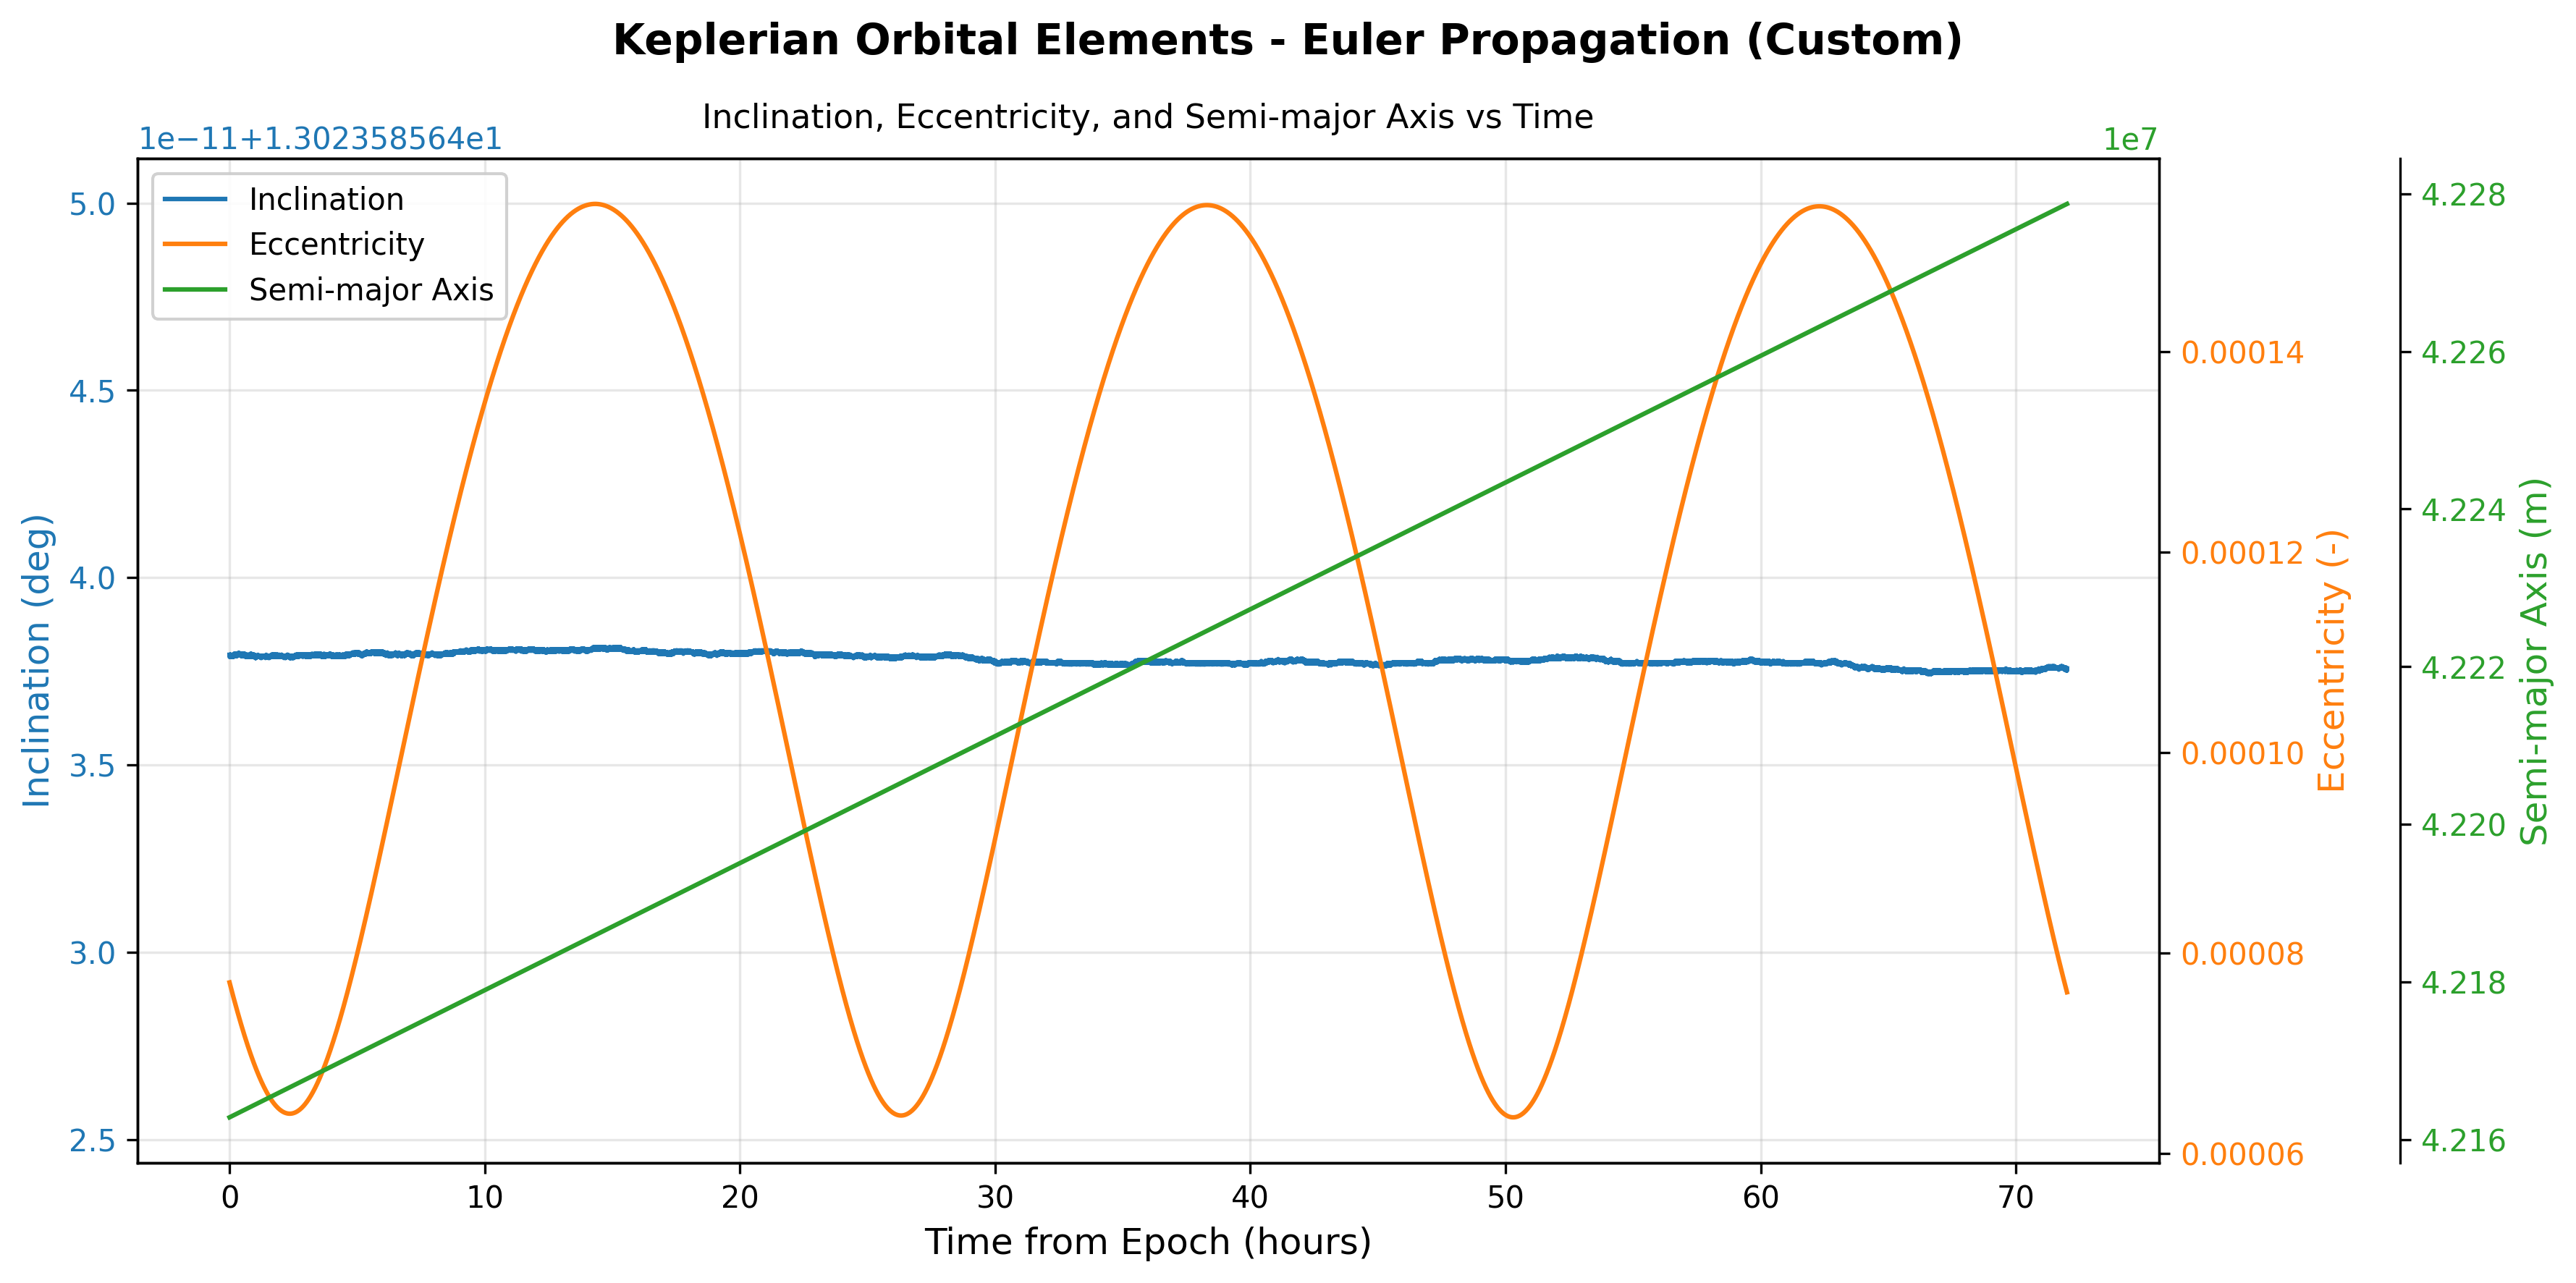 Keplerian Orbital Elements - Euler Propagation (Custom)
Inclination, Eccentricity, and Semi-major Axis vs Time
1e−11+1.302358564e1
1e7
Inclination
Eccentricity
Semi-major Axis
5.0
4.5
4.0
3.5
3.0
2.5
Inclination (deg)
0
10
20
30
40
50
60
70
Time from Epoch (hours)
0.00014
0.00012
0.00010
0.00008
0.00006
Eccentricity (-)
4.228
4.226
4.224
4.222
4.220
4.218
4.216
Semi-major Axis (m)